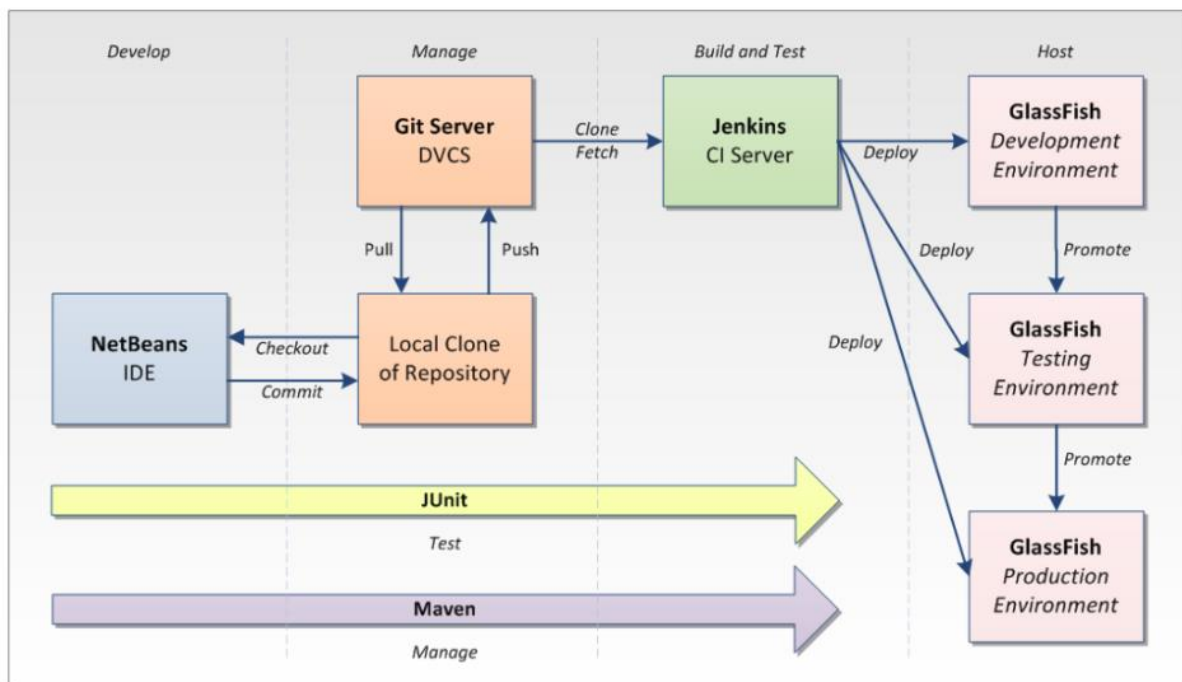 Develop
Manage
Build and Test
Host
Git Server
DVCS
Clone
Fetch
Jenkins
CI Server
Deploy
GlassFish
Development
Environment
Pull
Push
Deploy
Promote
NetBeans
IDE
Checkout
Commit
Local Clone
of Repository
Deploy
GlassFish
Testing
Environment
Promote
JUnit
Test
GlassFish
Production
Environment
Maven
Manage